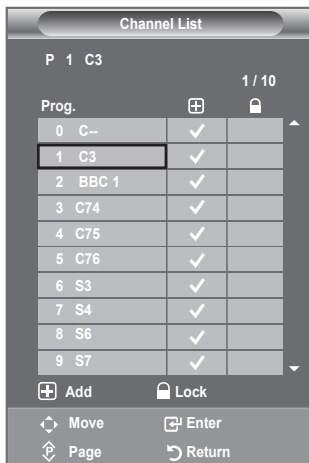 Channel List
P 1 C3
1 / 10
Prog.
0 C--
1 C3
2 BBC 1
3 C74
4 C75
5 C76
6 S3
7 S4
8 S6
9 S7
Add Lock
Move Enter
P Page Return